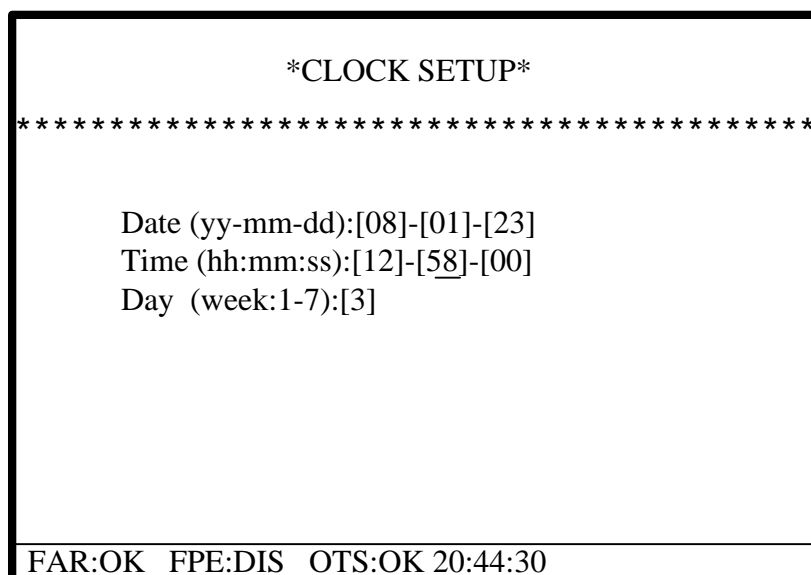 *CLOCK SETUP*
*******************************************
Date (yy-mm-dd):[08]-[01]-[23]
Time (hh:mm:ss):[12]-[58]-[00]
Day (week:1-7):[3]
FAR:OK FPE:DIS OTS:OK 20:44:30